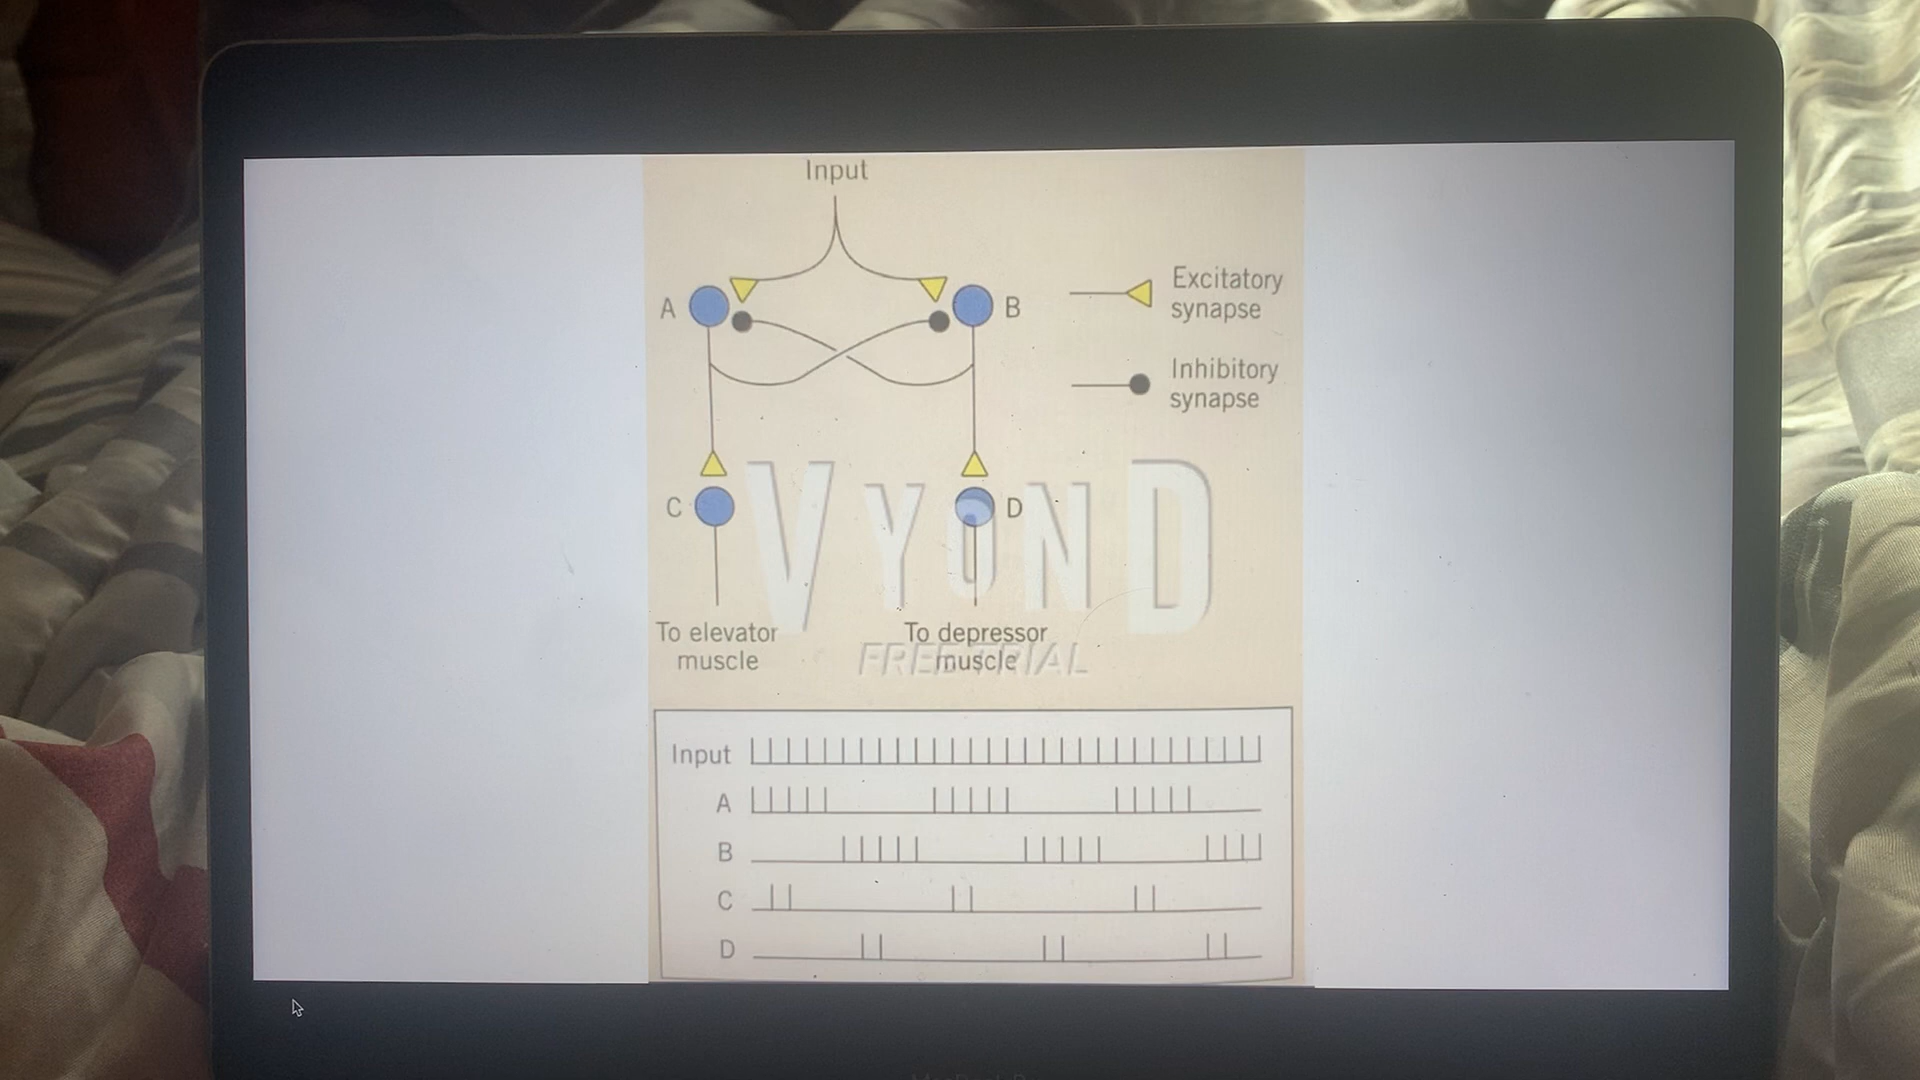 Input
A
B
Excitatory
synapse
Inhibitory
synapse
C
D
VYOND
FREE TRIAL
To elevator
muscle
To depressor
muscle
Input
A
B
C
D